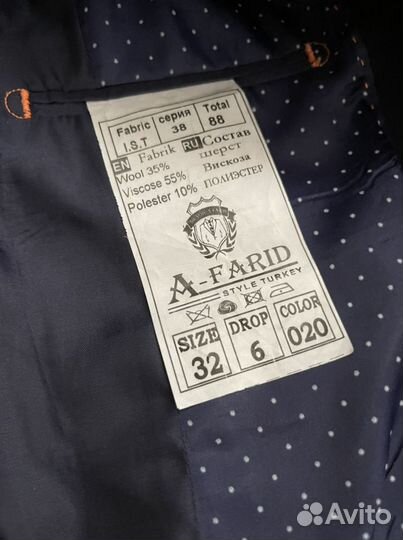 Fabric серия Total
I.S.T 38 88
EN Fabrik RU Состав
Wool 35% шерст
Viscose 55% Вискоза
Polester 10% ПОЛИЭСТЕР
A-FARID
STYLE TURKEY
SIZE DROP COLOR
32 6 020
Avito